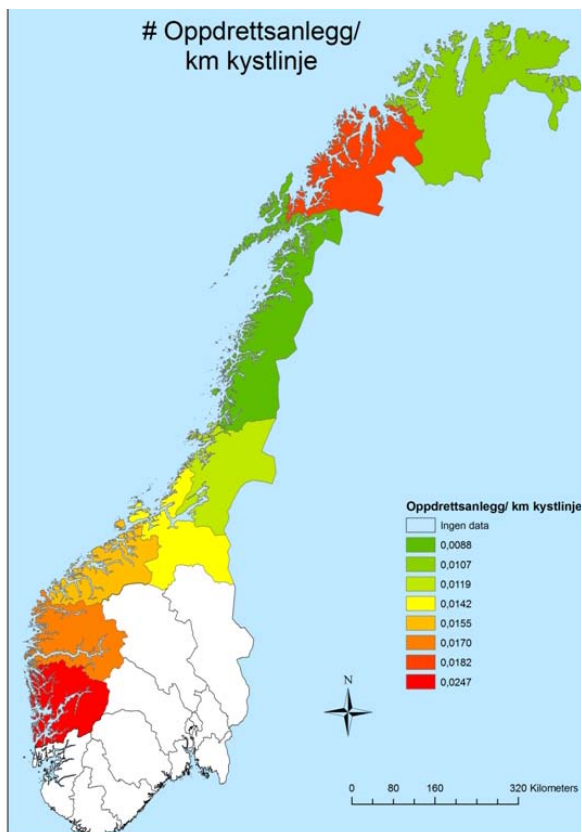 # Oppdrettsanlegg/
km kystlinje
Oppdrettsanlegg/ km kystlinje
Ingen data
0,0088
0,0107
0,0119
0,0142
0,0155
0,0170
0,0182
0,0247
N
0 80 160 320 Kilometers